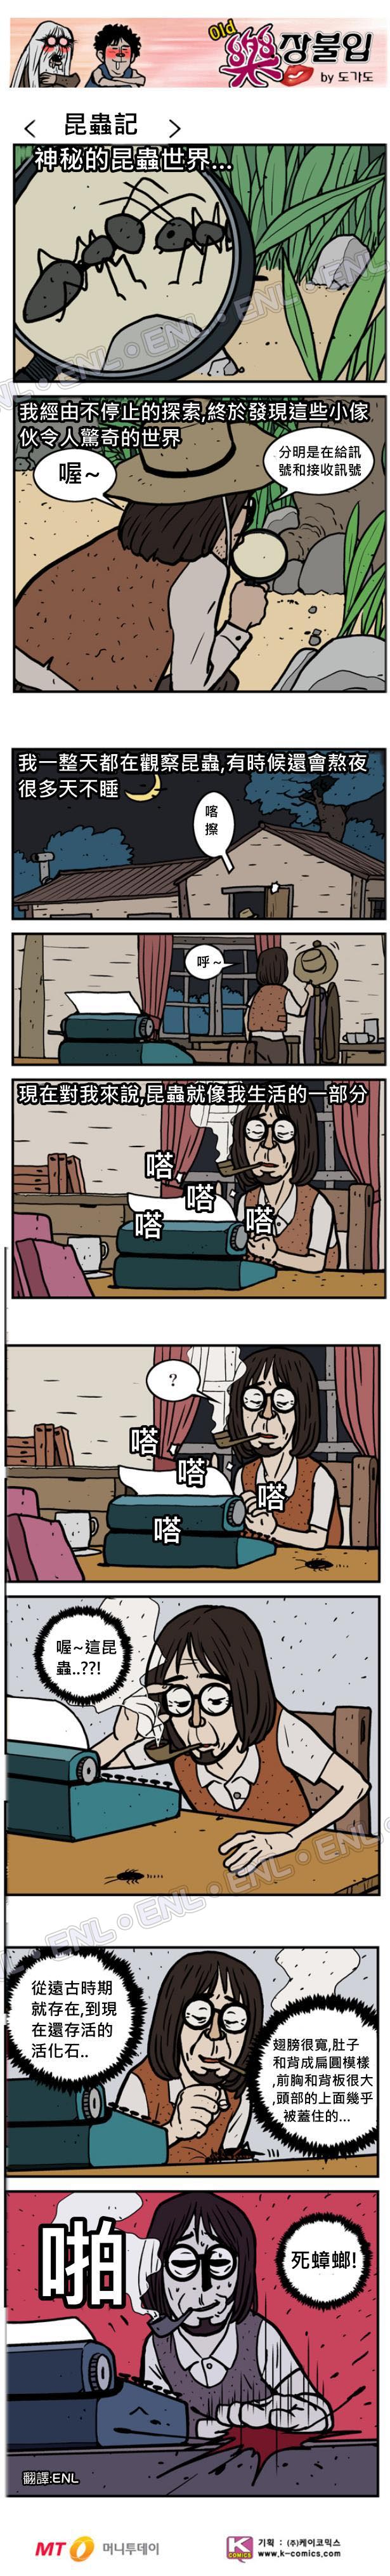 Old
樂장불입
by 도가도
< 昆蟲記 >
神秘的昆蟲世界...
ENL ENL ENL ENL
我經由不停止的探索,終於發現這些小傢
伙令人驚奇的世界
喔~
分明是在給訊
號和接收訊號
我一整天都在觀察昆蟲,有時候還會熬夜
很多天不睡
喀
擦
呼~
現在對我來說,昆蟲就像我生活的一部分
嗒
嗒
嗒
嗒
?
嗒
嗒
嗒
嗒
喔~這昆
蟲..??!
ENL ENL ENL ENL
從遠古時期
就存在,到現
在還存活的
活化石..
翅膀很寬,肚子
和背成扁圓模樣
,前胸和背板很大
,頭部的上面幾乎
被蓋住的...
啪
死蟑螂!
翻譯:ENL
MT 머니투데이
K COMICS
기획 : (주)케이코믹스
www.k-comics.com